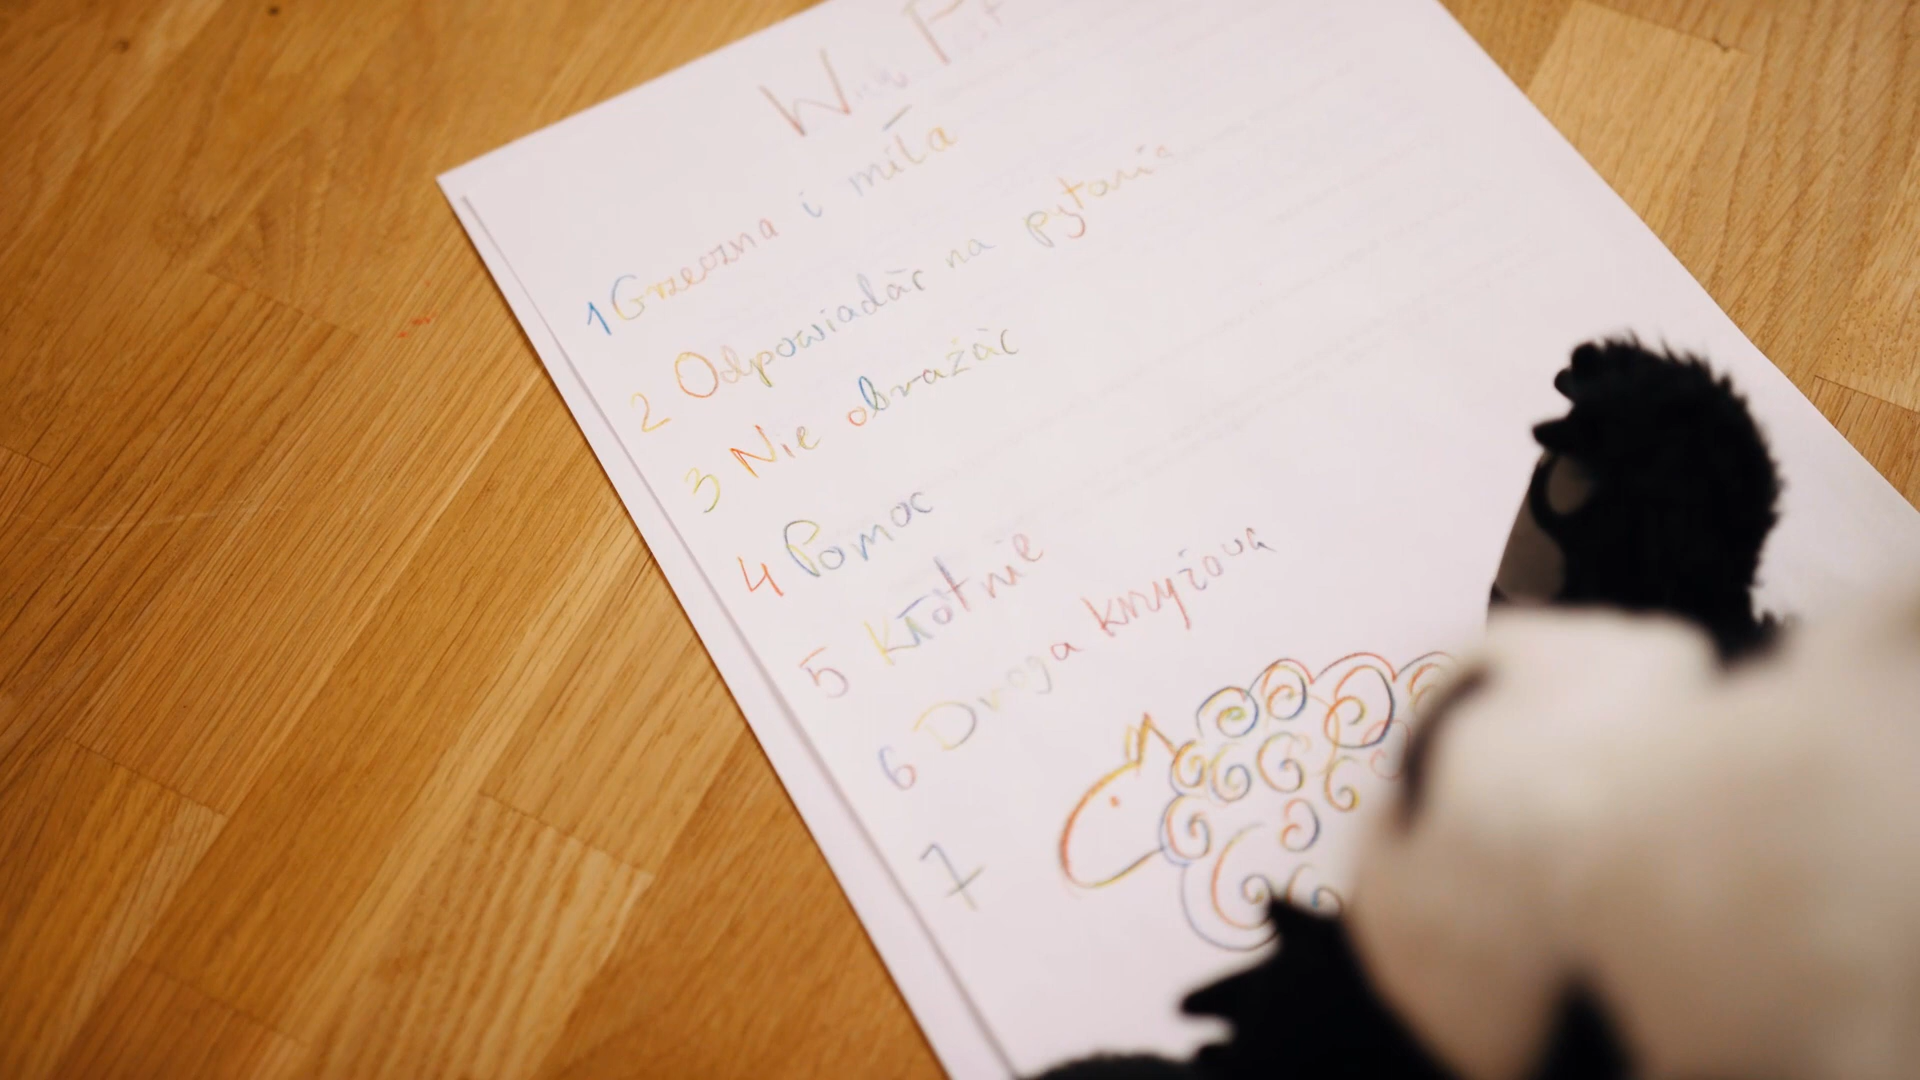 1 Grzeczna i miła
2 Odpowiadać na pytania
3 Nie obrażać
4 Pomoc
5 Kłótnie
6 Droga krzyżowa
7